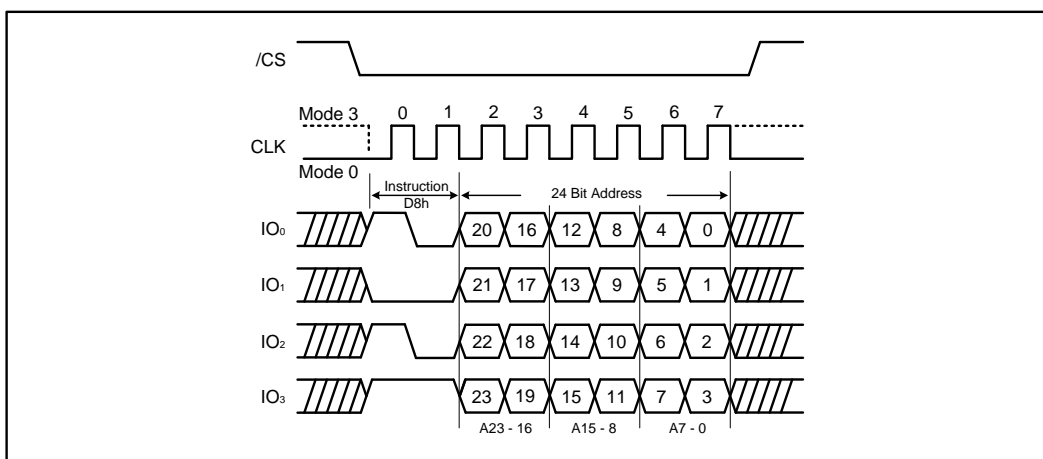 /CS
Mode 3 0 1 2 3 4 5 6 7
CLK
Mode 0
Instruction
D8h
24 Bit Address
IO₀ 20 16 12 8 4 0
IO₁ 21 17 13 9 5 1
IO₂ 22 18 14 10 6 2
IO₃ 23 19 15 11 7 3
A23 - 16 A15 - 8 A7 - 0